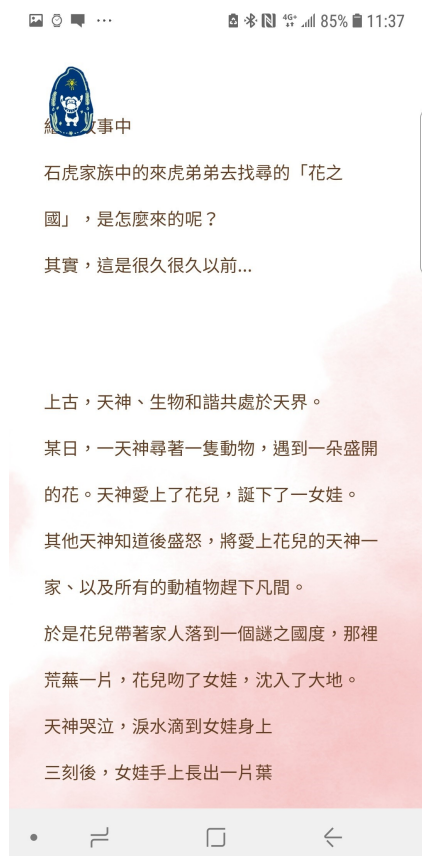 4G+ 85% 11:37
事中
石虎家族中的來虎弟弟去找尋的「花之
國」，是怎麼來的呢？
其實，這是很久很久以前...
上古，天神、生物和諧共處於天界。
某日，一天神尋著一隻動物，遇到一朵盛開
的花。天神愛上了花兒，誕下了一女娃。
其他天神知道後盛怒，將愛上花兒的天神一
家、以及所有的動植物趕下凡間。
於是花兒帶著家人落到一個謎之國度，那裡
荒蕪一片，花兒吻了女娃，沈入了大地。
天神哭泣，淚水滴到女娃身上
三刻後，女娃手上長出一片葉